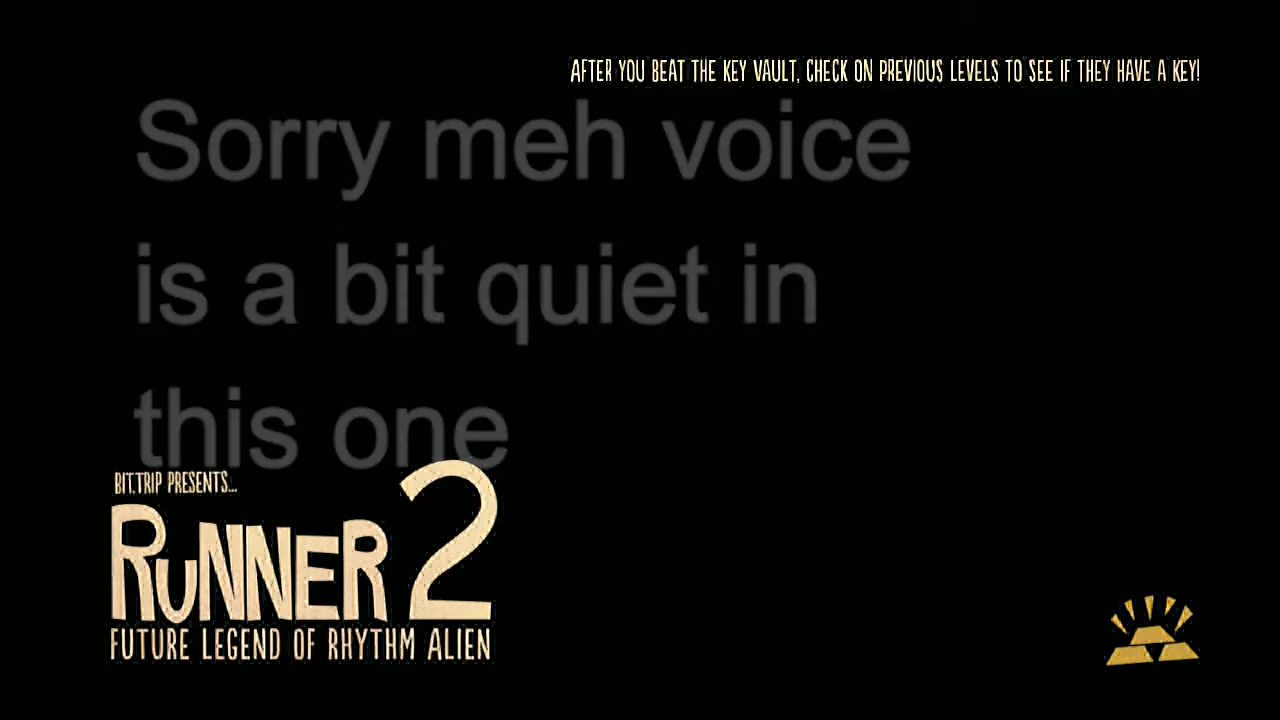 AFTER YOU BEAT THE KEY VAULT, CHECK ON PREVIOUS LEVELS TO SEE IF THEY HAVE A KEY!
Sorry meh voice
is a bit quiet in
this one
BIT.TRIP PRESENTS...
RUNNER 2
FUTURE LEGEND OF RHYTHM ALIEN